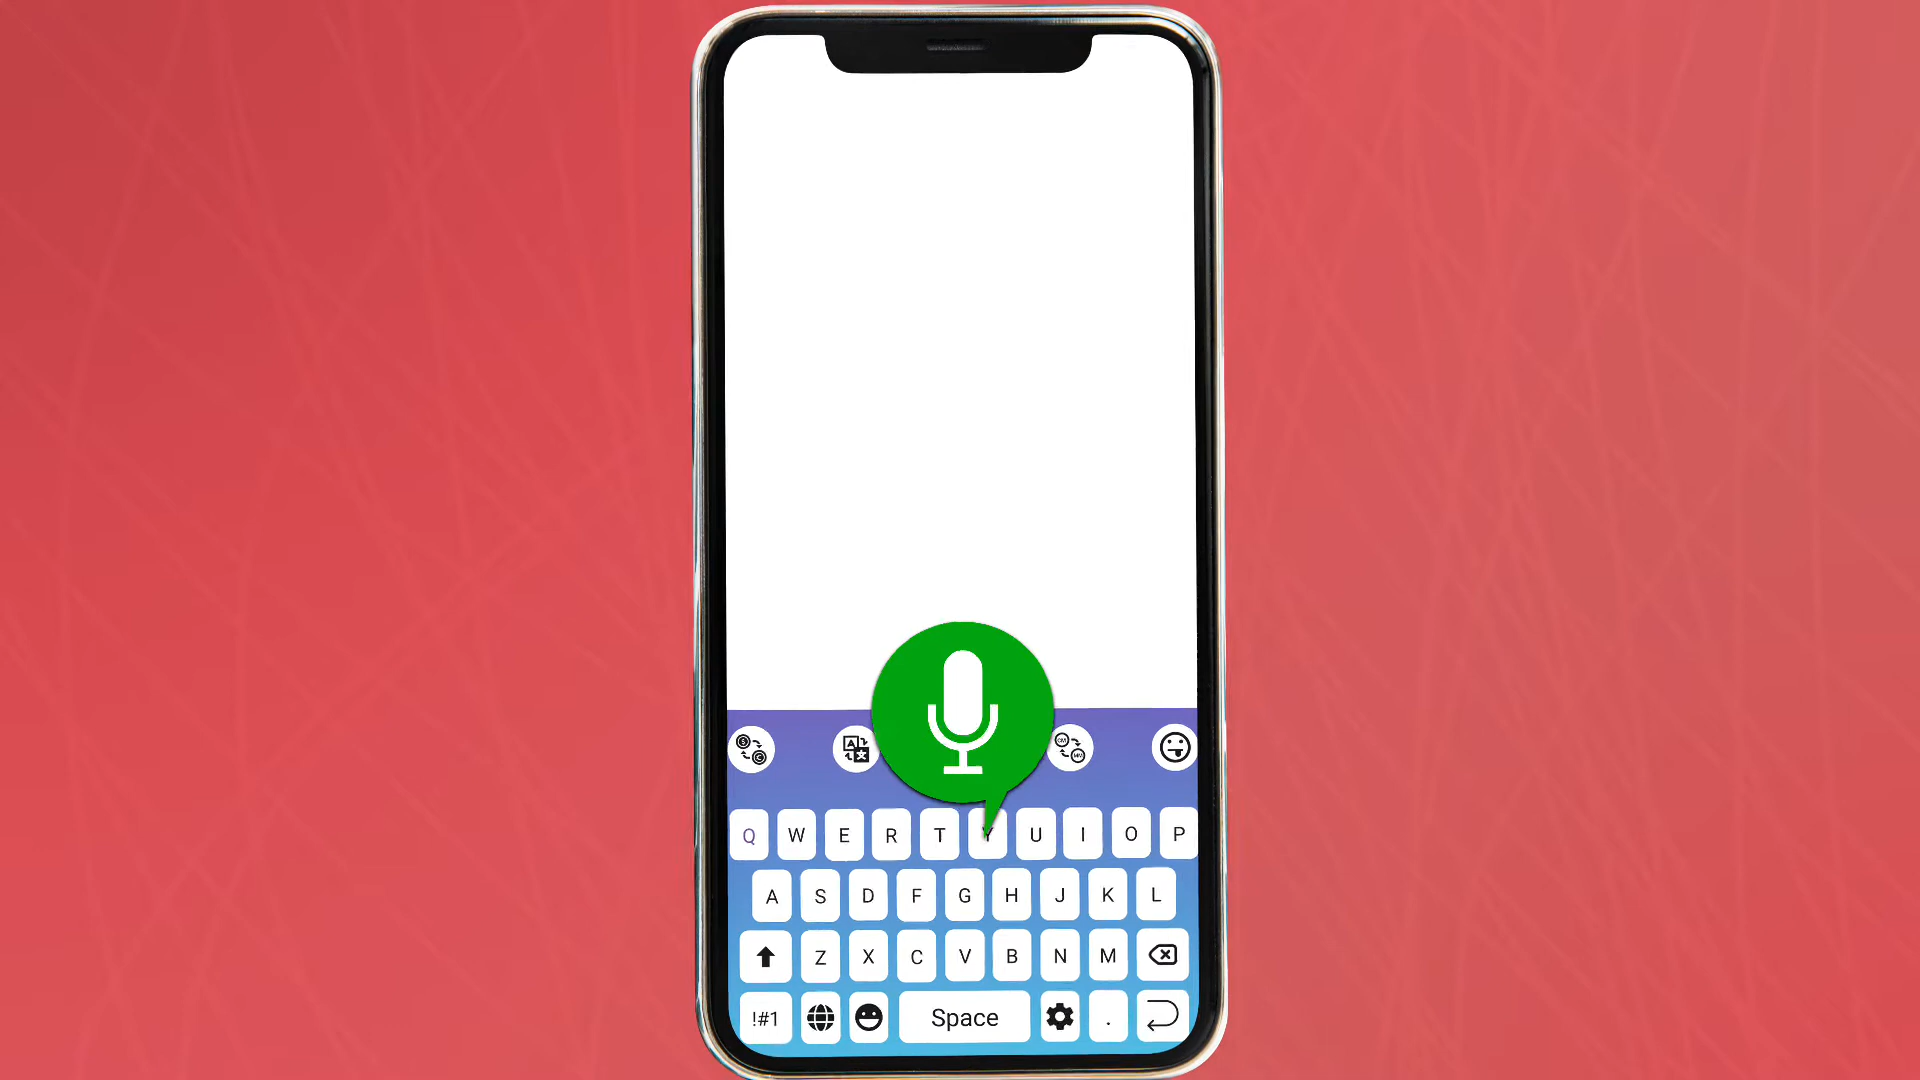 Q W E R T Y U I O P
A S D F G H J K L
Z X C V B N M
!#1 Space .